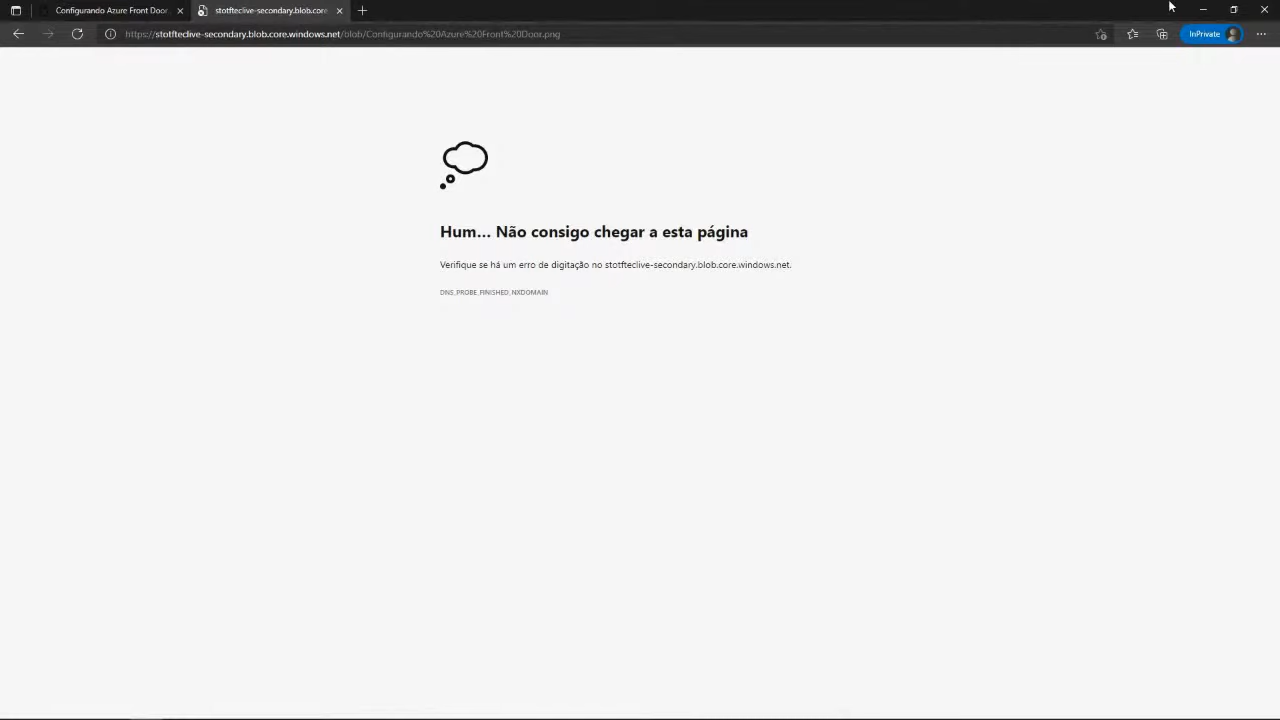 Configurando Azure Front Door.
stotfteclive-secondary.blob.core
https://stotfteclive-secondary.blob.core.windows.net/blob/Configurando%20Azure%20Front%20Door.png
InPrivate
Hum... Não consigo chegar a esta página
Verifique se há um erro de digitação no stotfteclive-secondary.blob.core.windows.net.
DNS_PROBE_FINISHED_NXDOMAIN